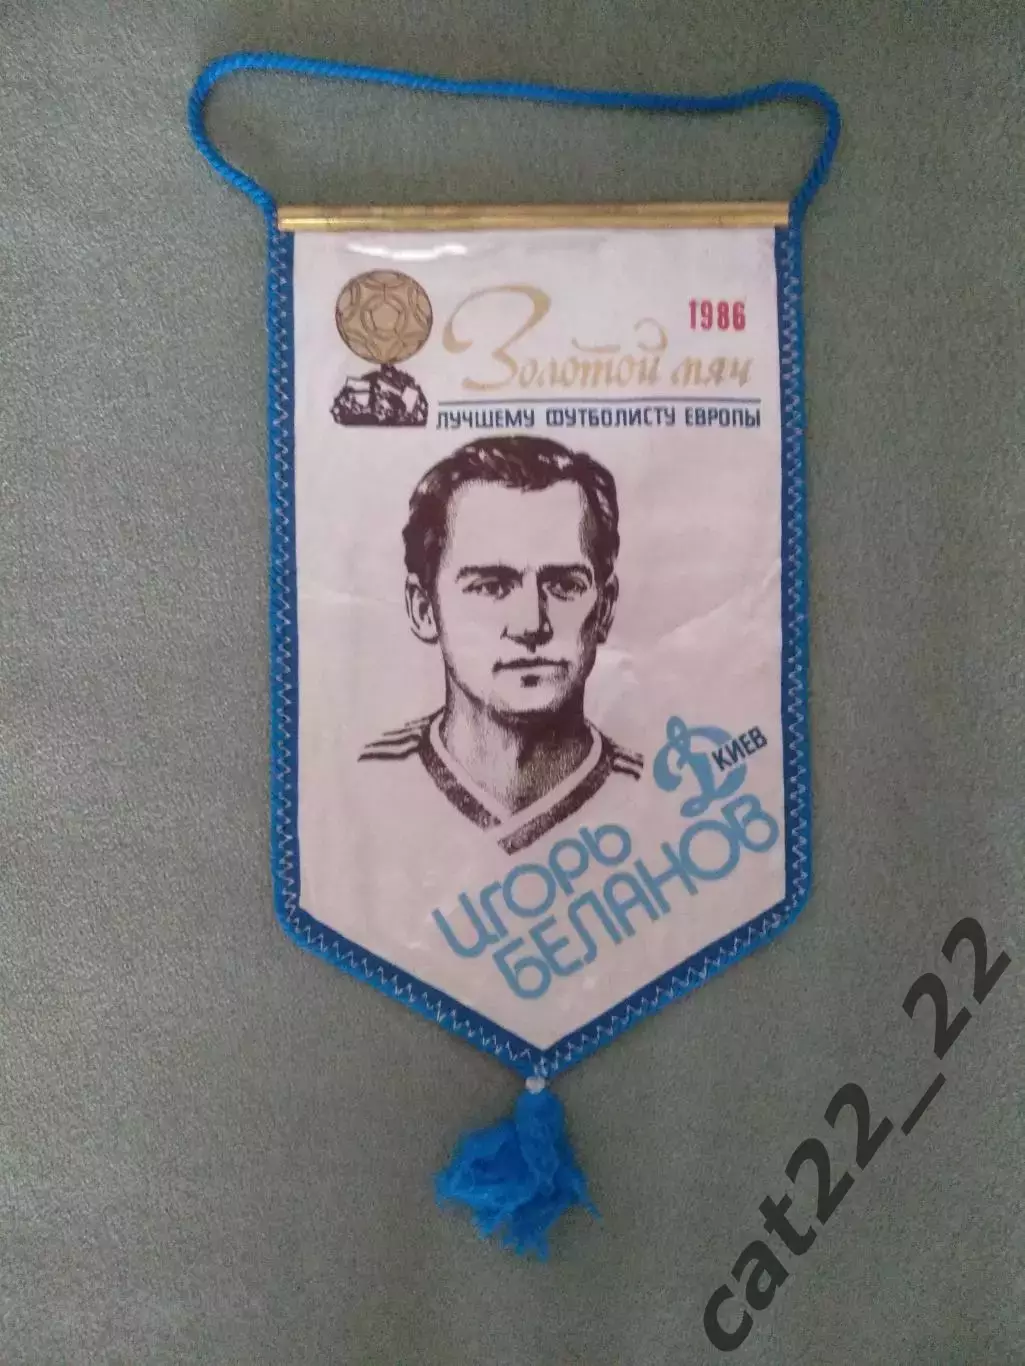 1986
Золотой мяч
ЛУЧШЕМУ ФУТБОЛИСТУ ЕВРОПЫ
Д КИЕВ
ИГОРЬ
БЕЛАНОВ
cat22_22